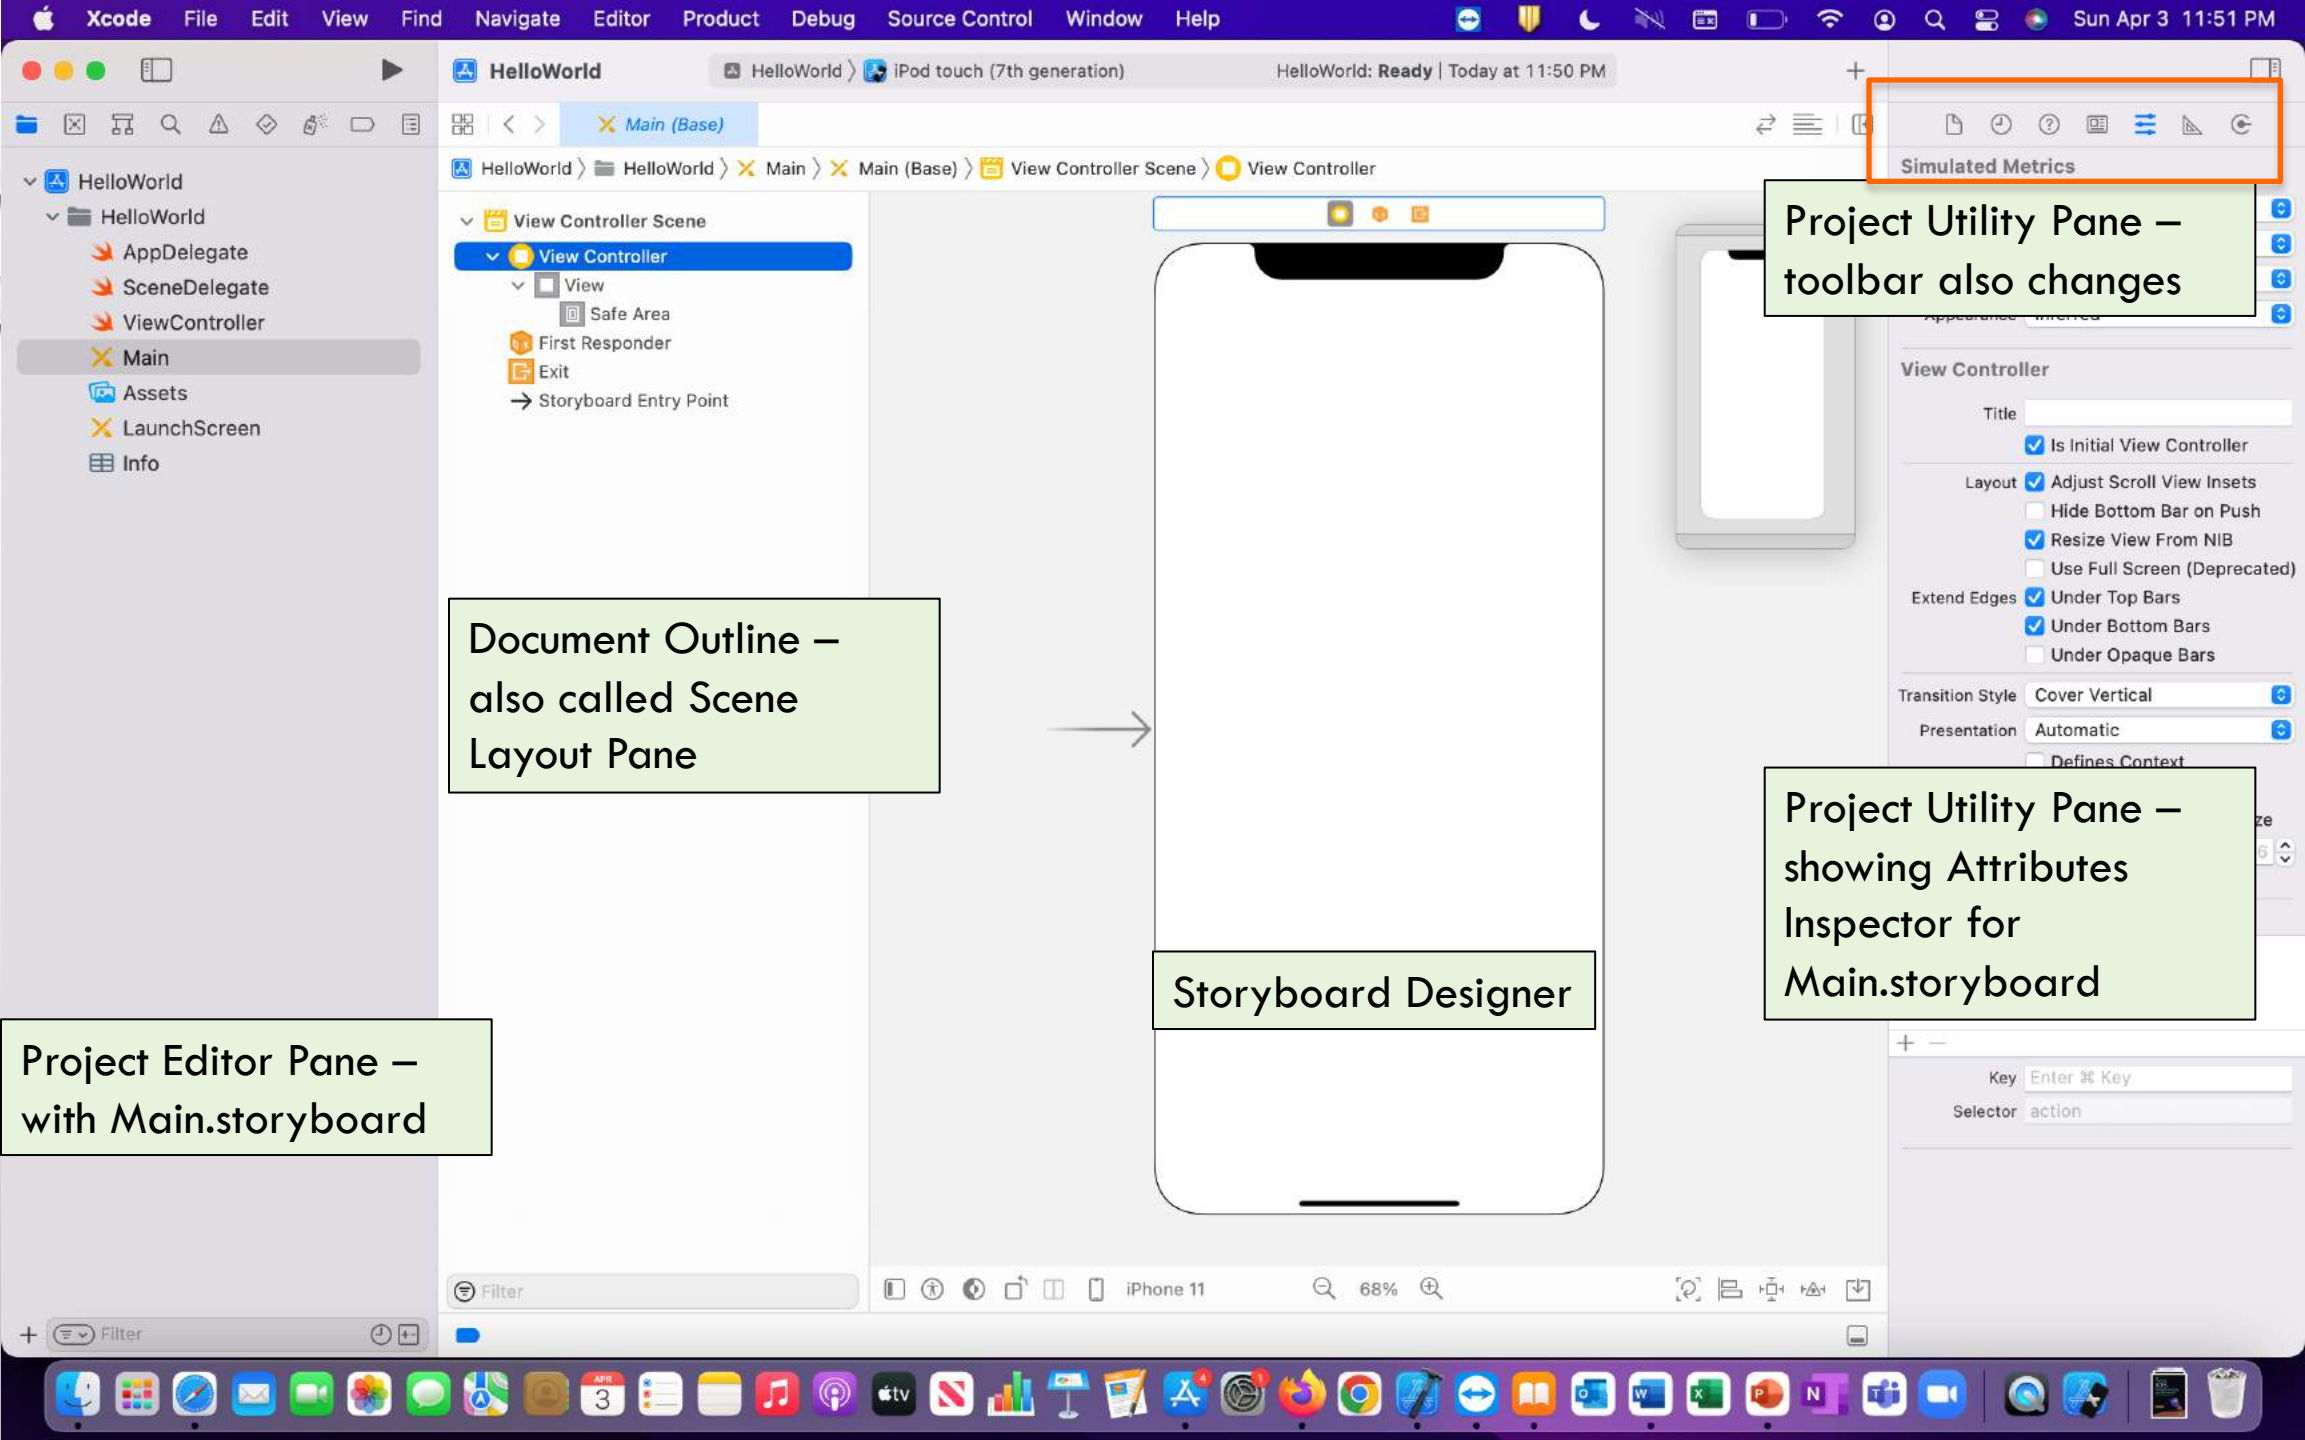 Xcode File Edit View Find Navigate Editor Product Debug Source Control Window Help Sun Apr 3 11:51 PM
HelloWorld HelloWorld iPod touch (7th generation) HelloWorld: Ready | Today at 11:50 PM
Main (Base)
HelloWorld HelloWorld Main Main (Base) View Controller Scene View Controller
HelloWorld
HelloWorld
AppDelegate
SceneDelegate
ViewController
Main
Assets
LaunchScreen
Info
View Controller Scene
View Controller
View
Safe Area
First Responder
Exit
Storyboard Entry Point
Simulated Metrics
Project Utility Pane –
toolbar also changes
View Controller
Title
Is Initial View Controller
Layout Adjust Scroll View Insets
Hide Bottom Bar on Push
Resize View From NIB
Use Full Screen (Deprecated)
Extend Edges Under Top Bars
Under Bottom Bars
Under Opaque Bars
Transition Style Cover Vertical
Presentation Automatic
Defines Context
Document Outline –
also called Scene
Layout Pane
Project Utility Pane –
showing Attributes
Inspector for
Main.storyboard
Storyboard Designer
Project Editor Pane –
with Main.storyboard
Key Enter ⌘ Key
Selector action
Filter
iPhone 11 68%
Filter
APR
3
tv
4
1